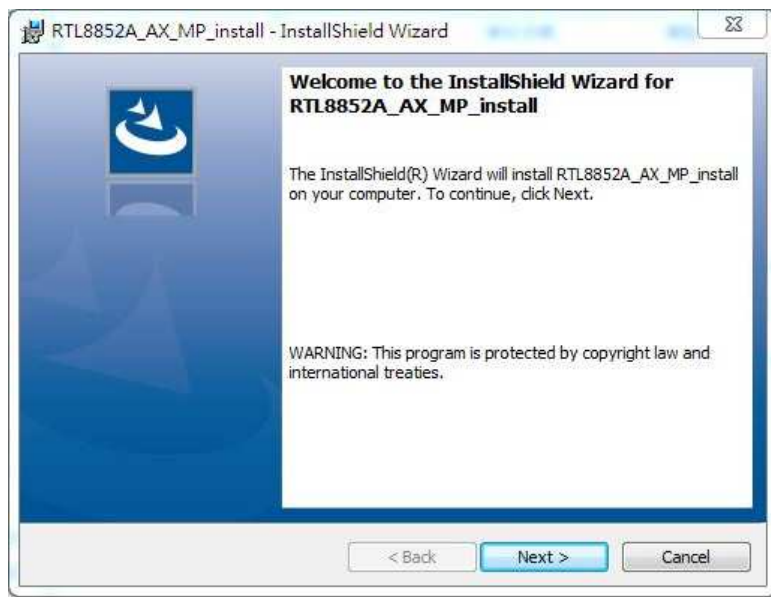 RTL8852A_AX_MP_install - InstallShield Wizard
Welcome to the InstallShield Wizard for
RTL8852A_AX_MP_install
The InstallShield(R) Wizard will install RTL8852A_AX_MP_install
on your computer. To continue, click Next.
WARNING: This program is protected by copyright law and
international treaties.
< Back
Next >
Cancel